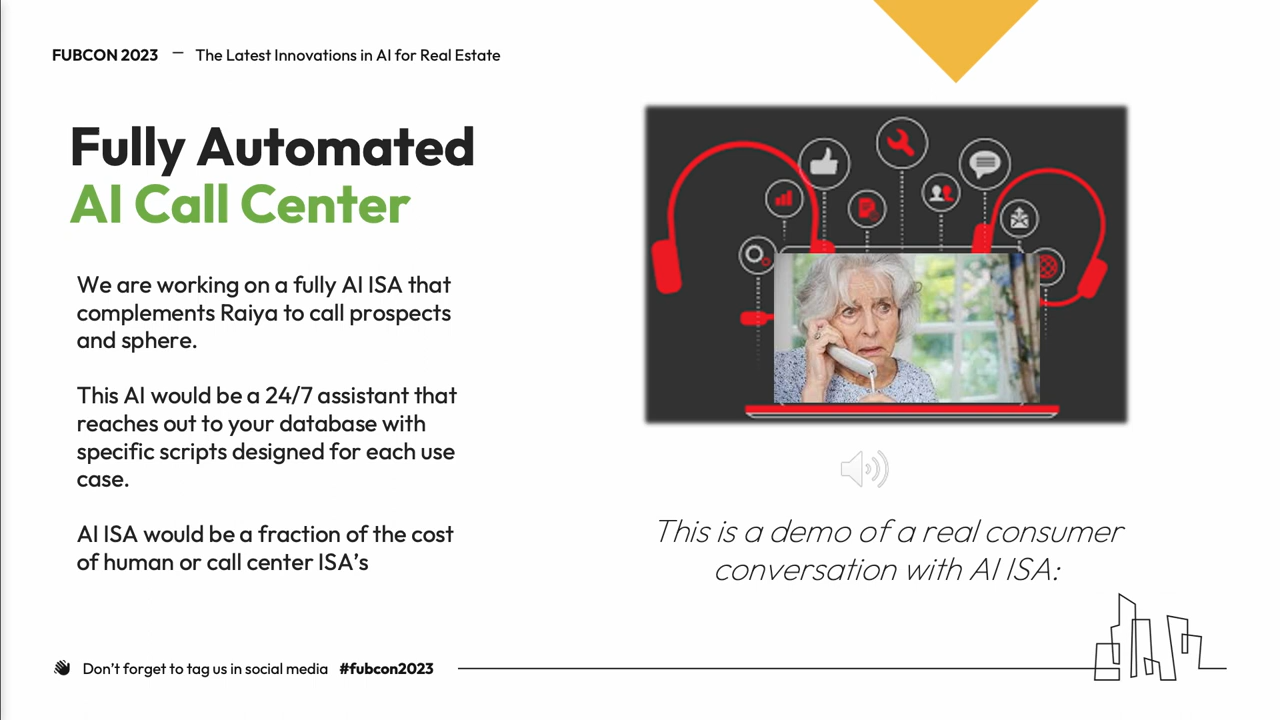 FUBCON 2023 — The Latest Innovations in AI for Real Estate
Fully Automated
AI Call Center
We are working on a fully AI ISA that
complements Raiya to call prospects
and sphere.
This AI would be a 24/7 assistant that
reaches out to your database with
specific scripts designed for each use
case.
AI ISA would be a fraction of the cost
of human or call center ISA’s
This is a demo of a real consumer
conversation with AI ISA:
Don’t forget to tag us in social media #fubcon2023